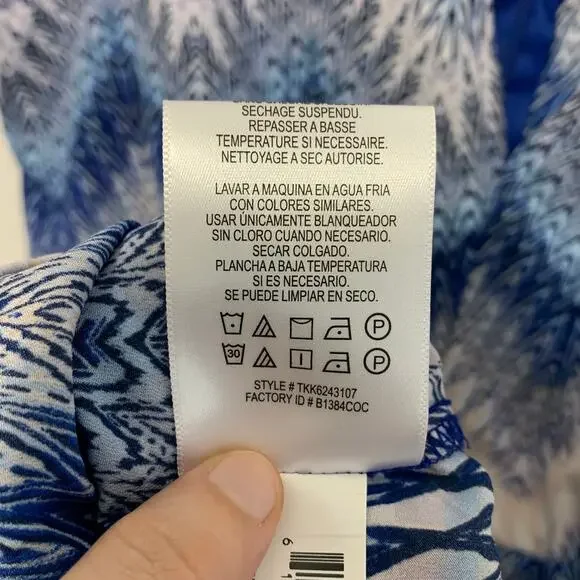 SECHAGE SUSPENDU.
REPASSER A BASSE
TEMPERATURE SI NECESSAIRE.
NETTOYAGE A SEC AUTORISE.
LAVAR A MAQUINA EN AGUA FRIA
CON COLORES SIMILARES.
USAR ÚNICAMENTE BLANQUEADOR
SIN CLORO CUANDO NECESARIO.
SECAR COLGADO.
PLANCHA A BAJA TEMPERATURA
SI ES NECESARIO.
SE PUEDE LIMPIAR EN SECO.
P
30 P
STYLE # TKK6243107
FACTORY ID # B1384COC
6 1